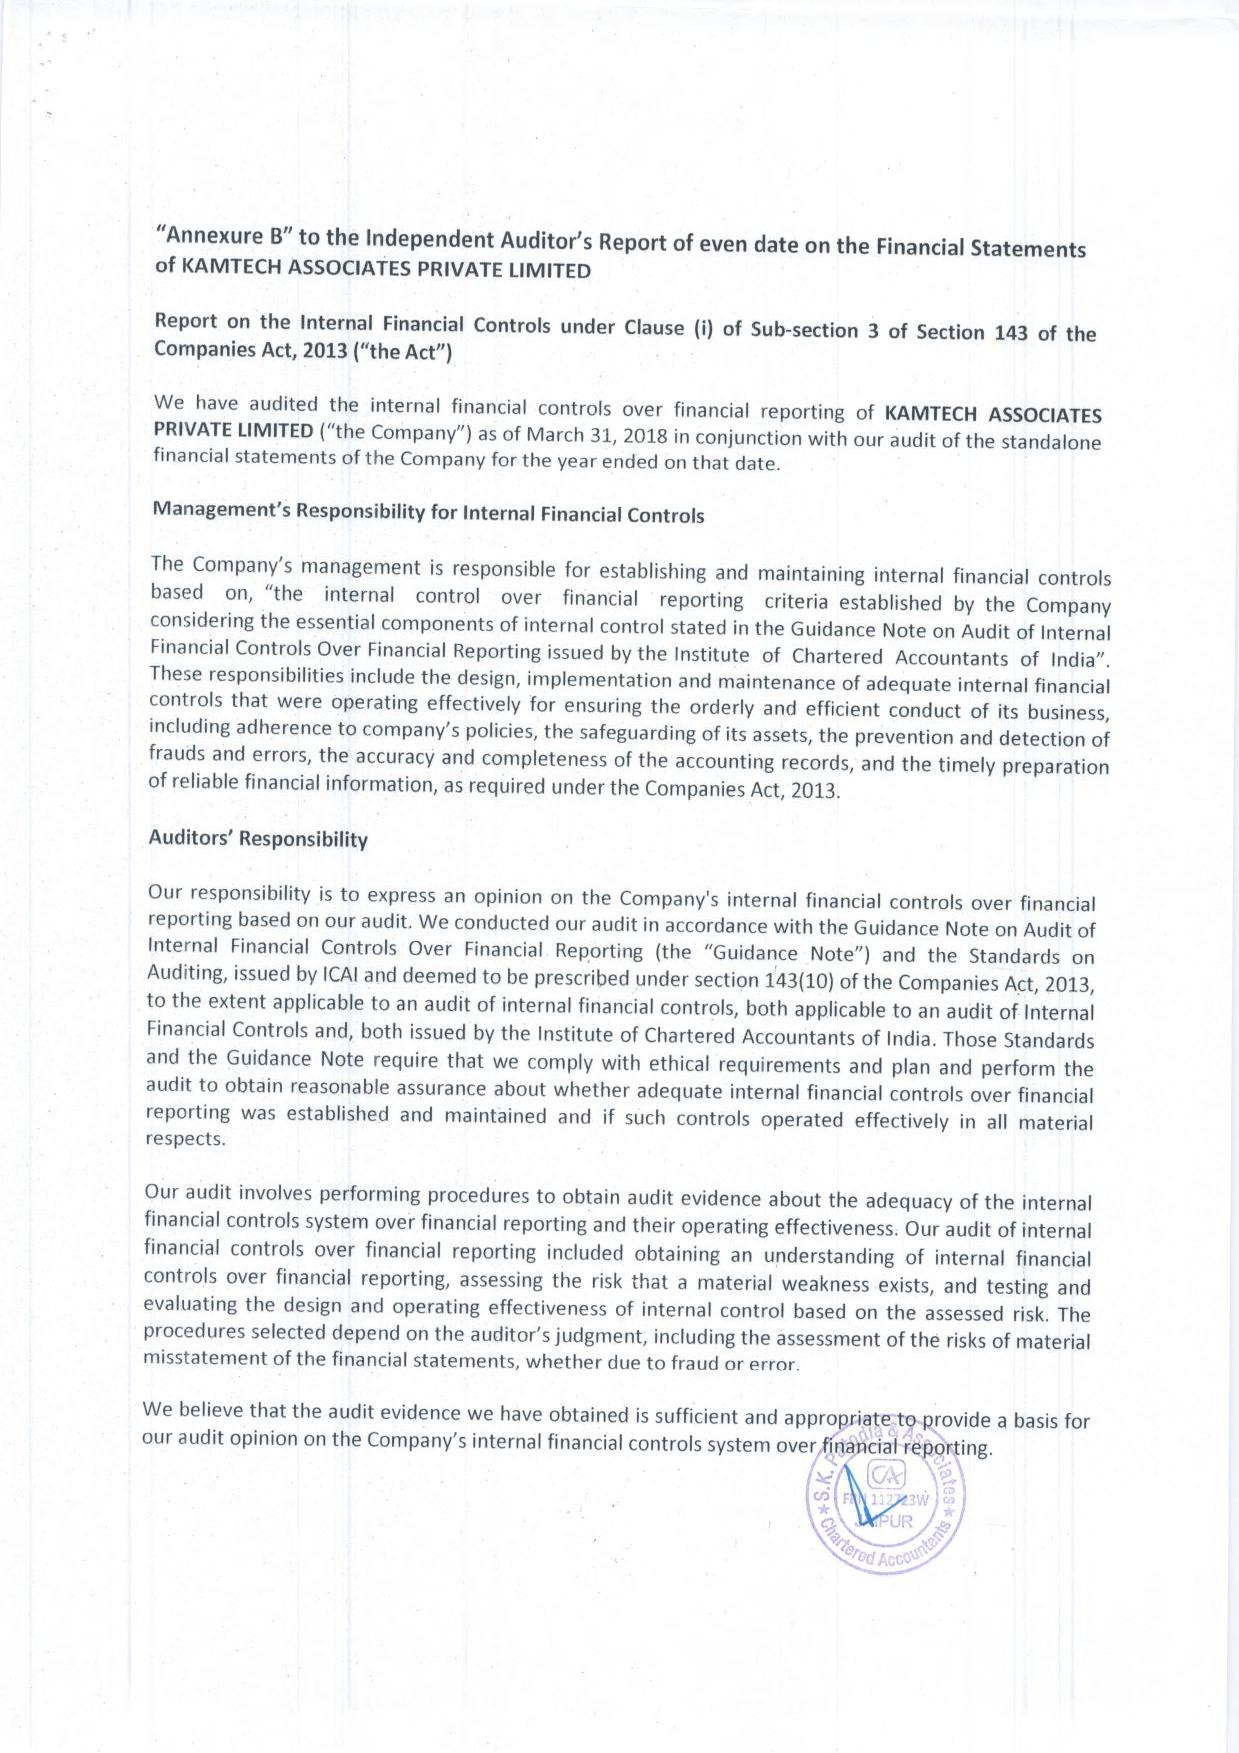 “Annexure B” to the Independent Auditor’s Report of even date on the Financial Statements
of KAMTECH ASSOCIATES PRIVATE LIMITED
Report on the Internal Financial Controls under Clause (i) of Sub-section 3 of Section 143 of the
Companies Act, 2013 (“the Act”)
We have audited the internal financial controls over financial reporting of KAMTECH ASSOCIATES
PRIVATE LIMITED (“the Company”) as of March 31, 2018 in conjunction with our audit of the standalone
financial statements of the Company for the year ended on that date.
Management’s Responsibility for Internal Financial Controls
The Company’s management is responsible for establishing and maintaining internal financial controls
based on, “the internal control over financial reporting criteria established by the Company
considering the essential components of internal control stated in the Guidance Note on Audit of Internal
Financial Controls Over Financial Reporting issued by the Institute of Chartered Accountants of India”.
These responsibilities include the design, implementation and maintenance of adequate internal financial
controls that were operating effectively for ensuring the orderly and efficient conduct of its business,
including adherence to company’s policies, the safeguarding of its assets, the prevention and detection of
frauds and errors, the accuracy and completeness of the accounting records, and the timely preparation
of reliable financial information, as required under the Companies Act, 2013.
Auditors’ Responsibility
Our responsibility is to express an opinion on the Company's internal financial controls over financial
reporting based on our audit. We conducted our audit in accordance with the Guidance Note on Audit of
Internal Financial Controls Over Financial Reporting (the “Guidance Note”) and the Standards on
Auditing, issued by ICAI and deemed to be prescribed under section 143(10) of the Companies Act, 2013,
to the extent applicable to an audit of internal financial controls, both applicable to an audit of Internal
Financial Controls and, both issued by the Institute of Chartered Accountants of India. Those Standards
and the Guidance Note require that we comply with ethical requirements and plan and perform the
audit to obtain reasonable assurance about whether adequate internal financial controls over financial
reporting was established and maintained and if such controls operated effectively in all material
respects.
Our audit involves performing procedures to obtain audit evidence about the adequacy of the internal
financial controls system over financial reporting and their operating effectiveness. Our audit of internal
financial controls over financial reporting included obtaining an understanding of internal financial
controls over financial reporting, assessing the risk that a material weakness exists, and testing and
evaluating the design and operating effectiveness of internal control based on the assessed risk. The
procedures selected depend on the auditor’s judgment, including the assessment of the risks of material
misstatement of the financial statements, whether due to fraud or error.
We believe that the audit evidence we have obtained is sufficient and appropriate to provide a basis for
our audit opinion on the Company’s internal financial controls system over financial reporting.
S.K. Patodia & Associates
CA
FRN 112723W
JAIPUR
Chartered Accountants